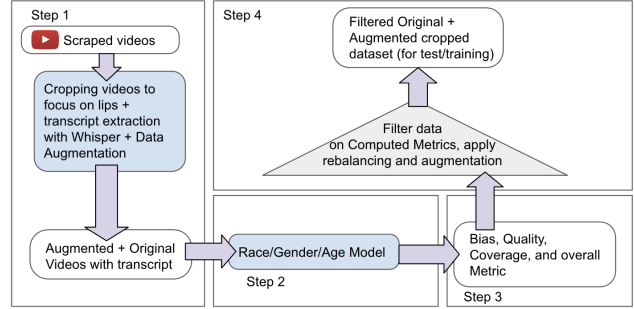 Step 1
Scraped videos
Cropping videos to
focus on lips +
transcript extraction
with Whisper + Data
Augmentation
Augmented + Original
Videos with transcript
Race/Gender/Age Model
Step 2
Bias, Quality,
Coverage, and overall
Metric
Step 3
Step 4
Filter data
on Computed Metrics, apply
rebalancing and augmentation
Filtered Original +
Augmented cropped
dataset (for test/training)